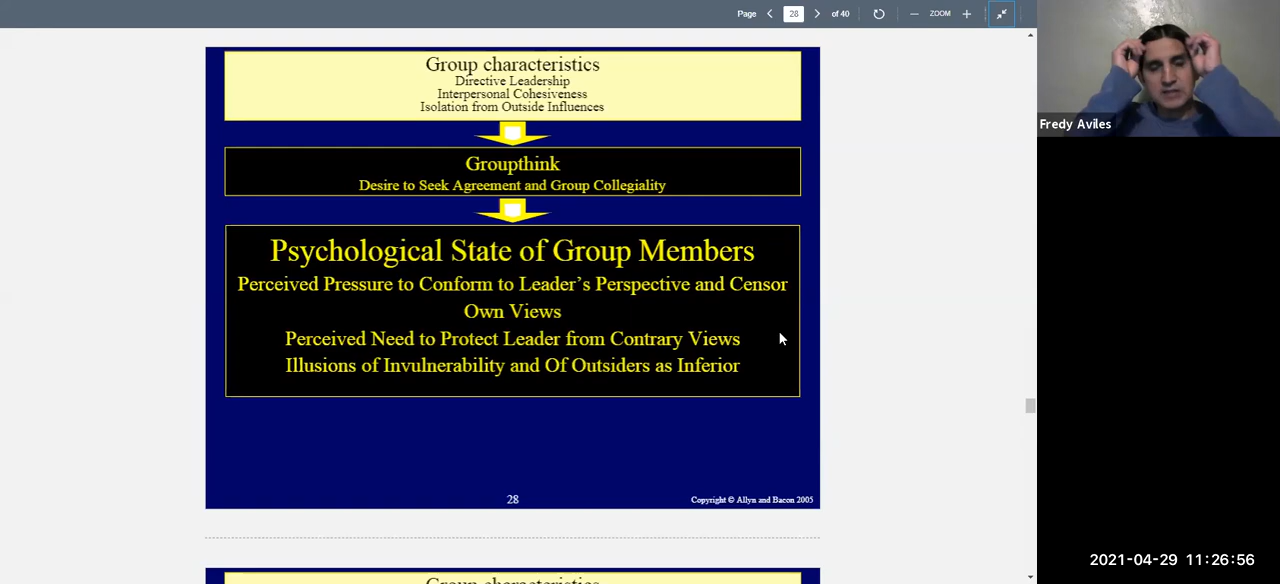 Page 28 of 40 ZOOM
Group characteristics
Directive Leadership
Interpersonal Cohesiveness
Isolation from Outside Influences
Groupthink
Desire to Seek Agreement and Group Collegiality
Psychological State of Group Members
Perceived Pressure to Conform to Leader's Perspective and Censor
Own Views
Perceived Need to Protect Leader from Contrary Views
Illusions of Invulnerability and Of Outsiders as Inferior
28
Copyright © Allyn and Bacon 2005
Group characteristics
Fredy Aviles
2021-04-29 11:26:56